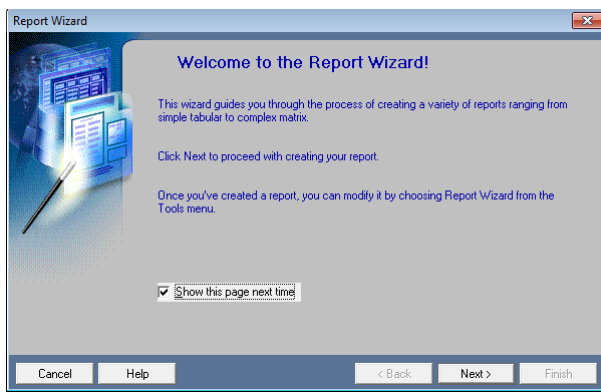 Report Wizard
Welcome to the Report Wizard!
This wizard guides you through the process of creating a variety of reports ranging from
simple tabular to complex matrix.
Click Next to proceed with creating your report.
Once you've created a report, you can modify it by choosing Report Wizard from the
Tools menu.
Show this page next time
Cancel Help < Back Next > Finish